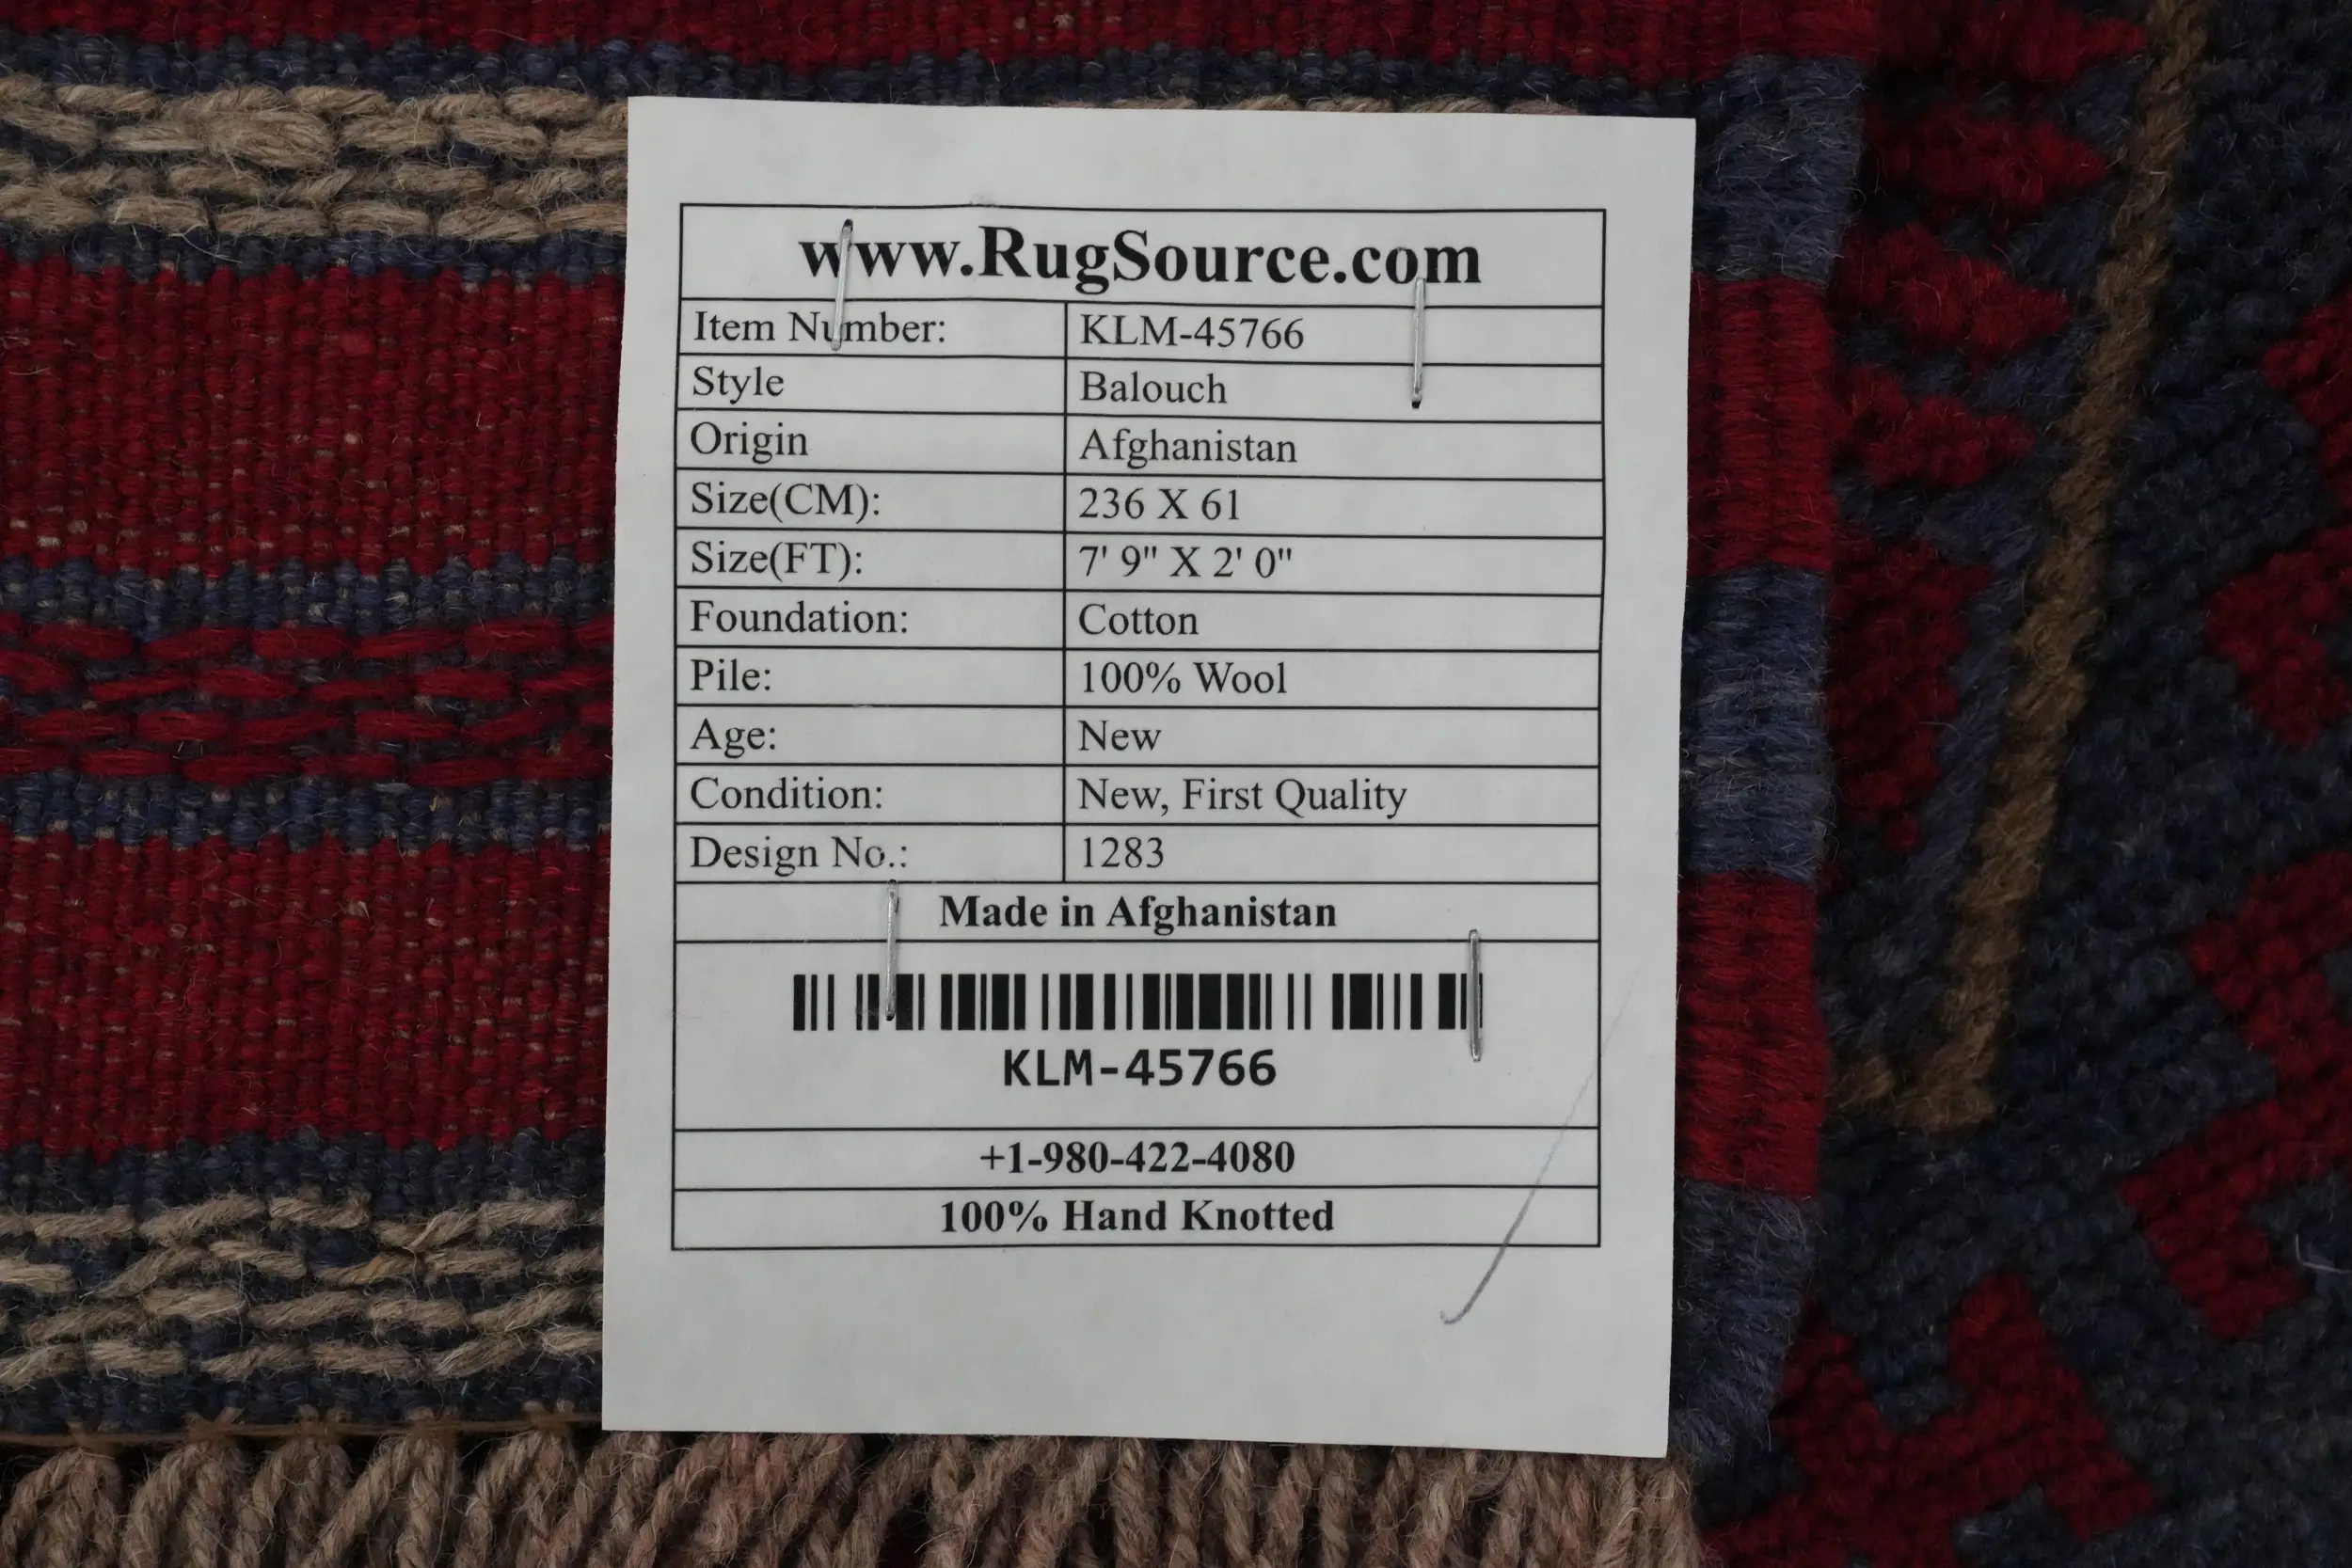 www.RugSource.com
Item Number: KLM-45766
Style Balouch
Origin Afghanistan
Size(CM): 236 X 61
Size(FT): 7' 9" X 2' 0"
Foundation: Cotton
Pile: 100% Wool
Age: New
Condition: New, First Quality
Design No.: 1283
Made in Afghanistan
KLM-45766
+1-980-422-4080
100% Hand Knotted